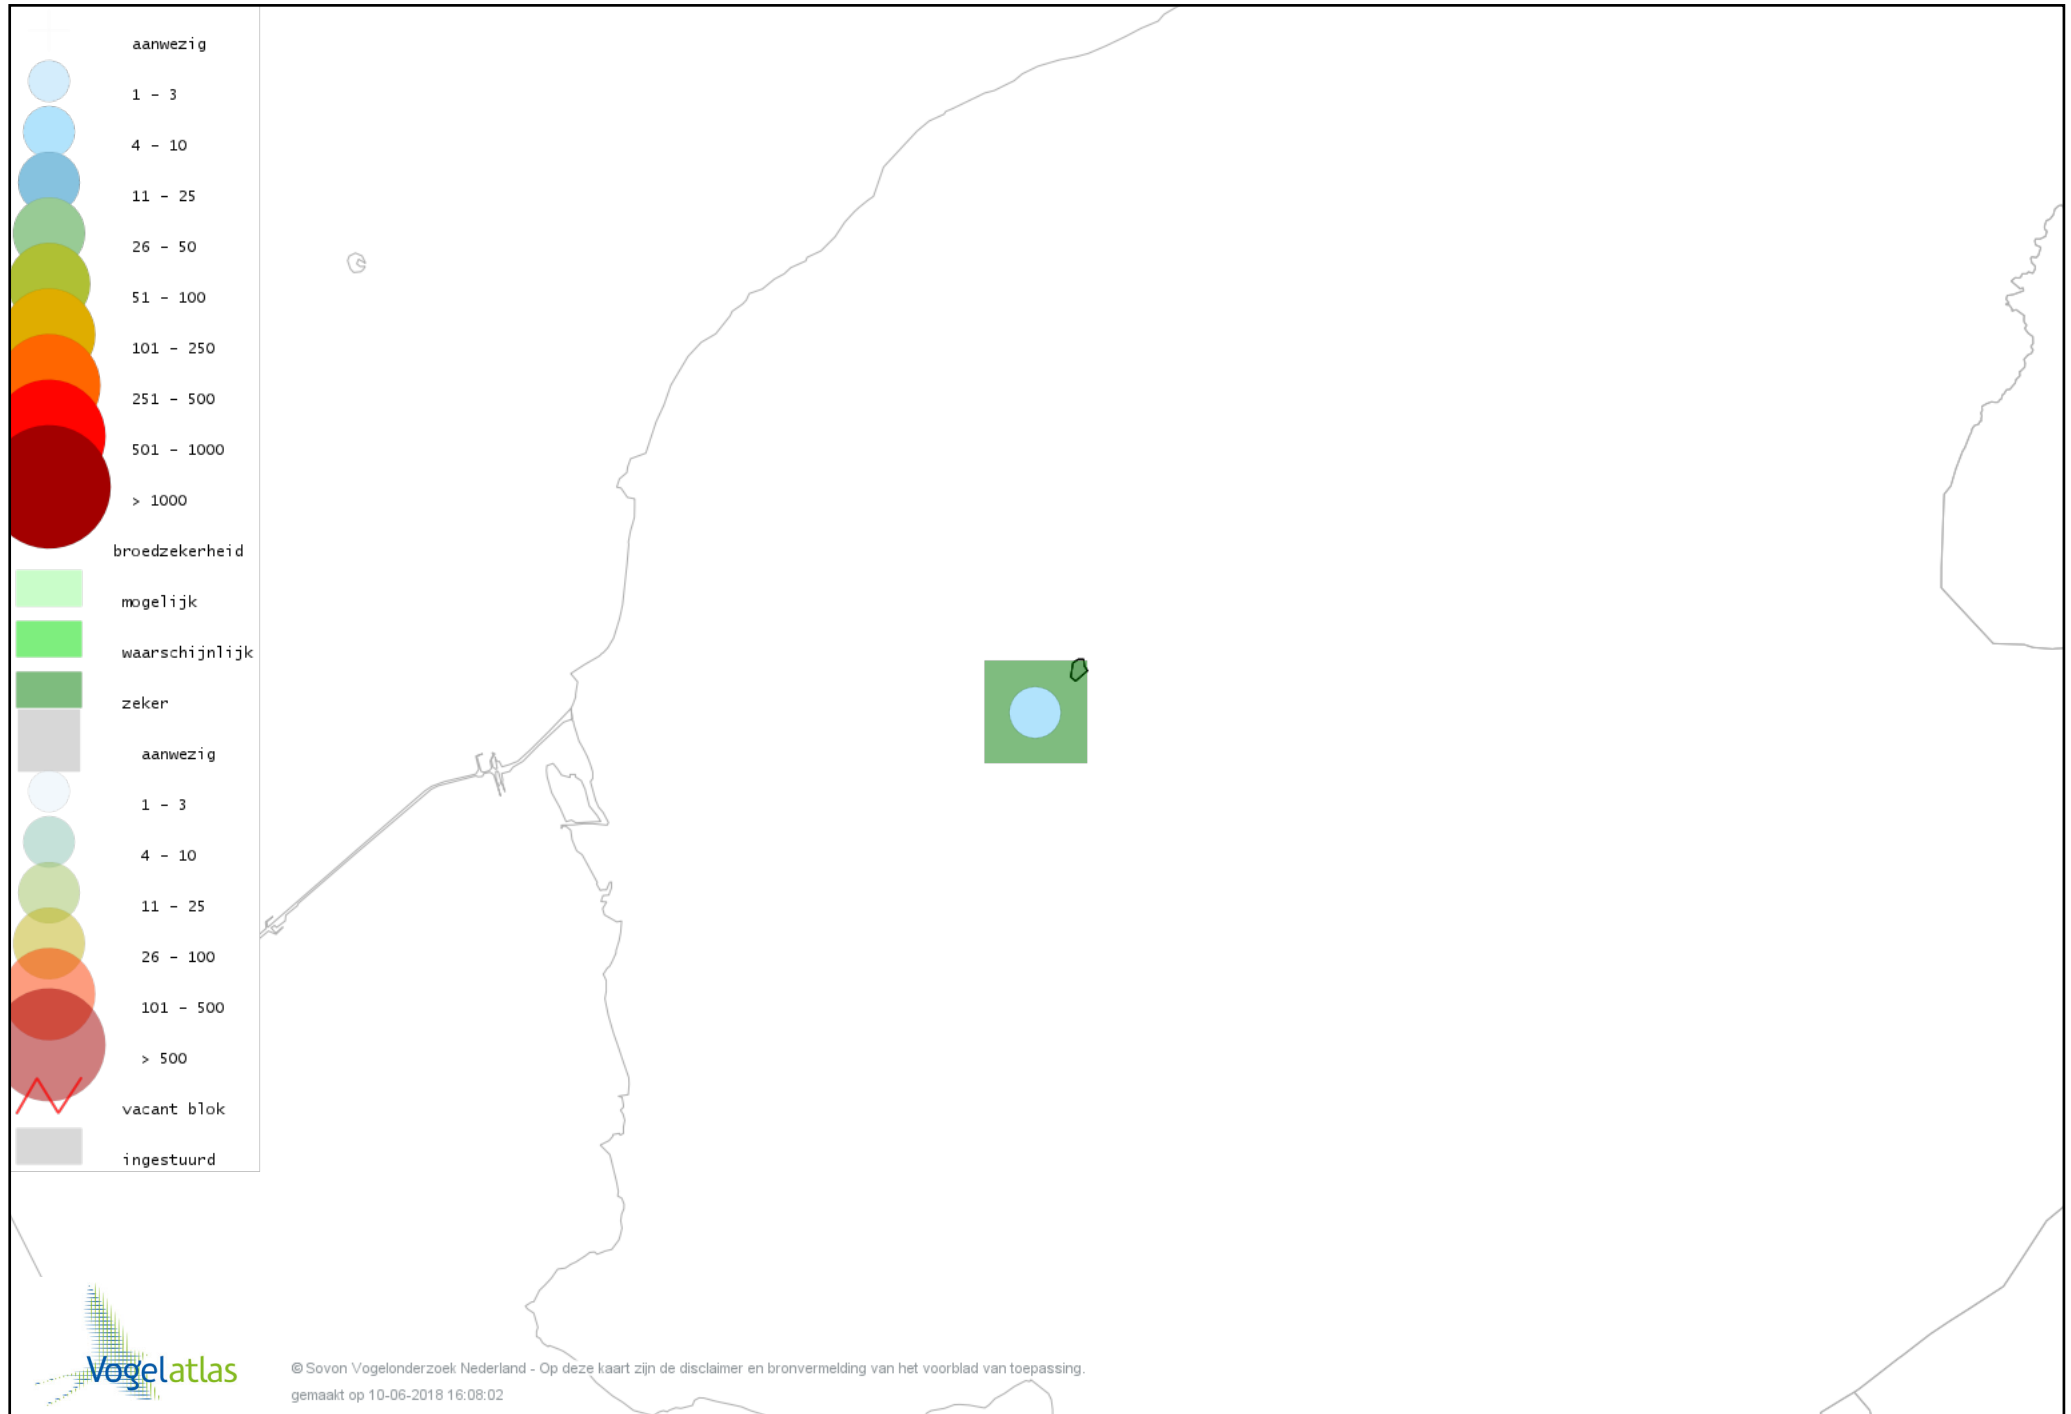 aanwezig
1 - 3
4 - 10
11 - 25
26 - 50
51 - 100
101 - 250
251 - 500
501 - 1000
> 1000
broedzekerheid
mogelijk
waarschijnlijk
zeker
aanwezig
1 - 3
4 - 10
11 - 25
26 - 100
101 - 500
> 500
vacant blok
ingestuurd
Vogelatlas
© Sovon Vogelonderzoek Nederland - Op deze kaart zijn de disclaimer en bronvermelding van het voorblad van toepassing.
gemaakt op 10-06-2018 16:08:02